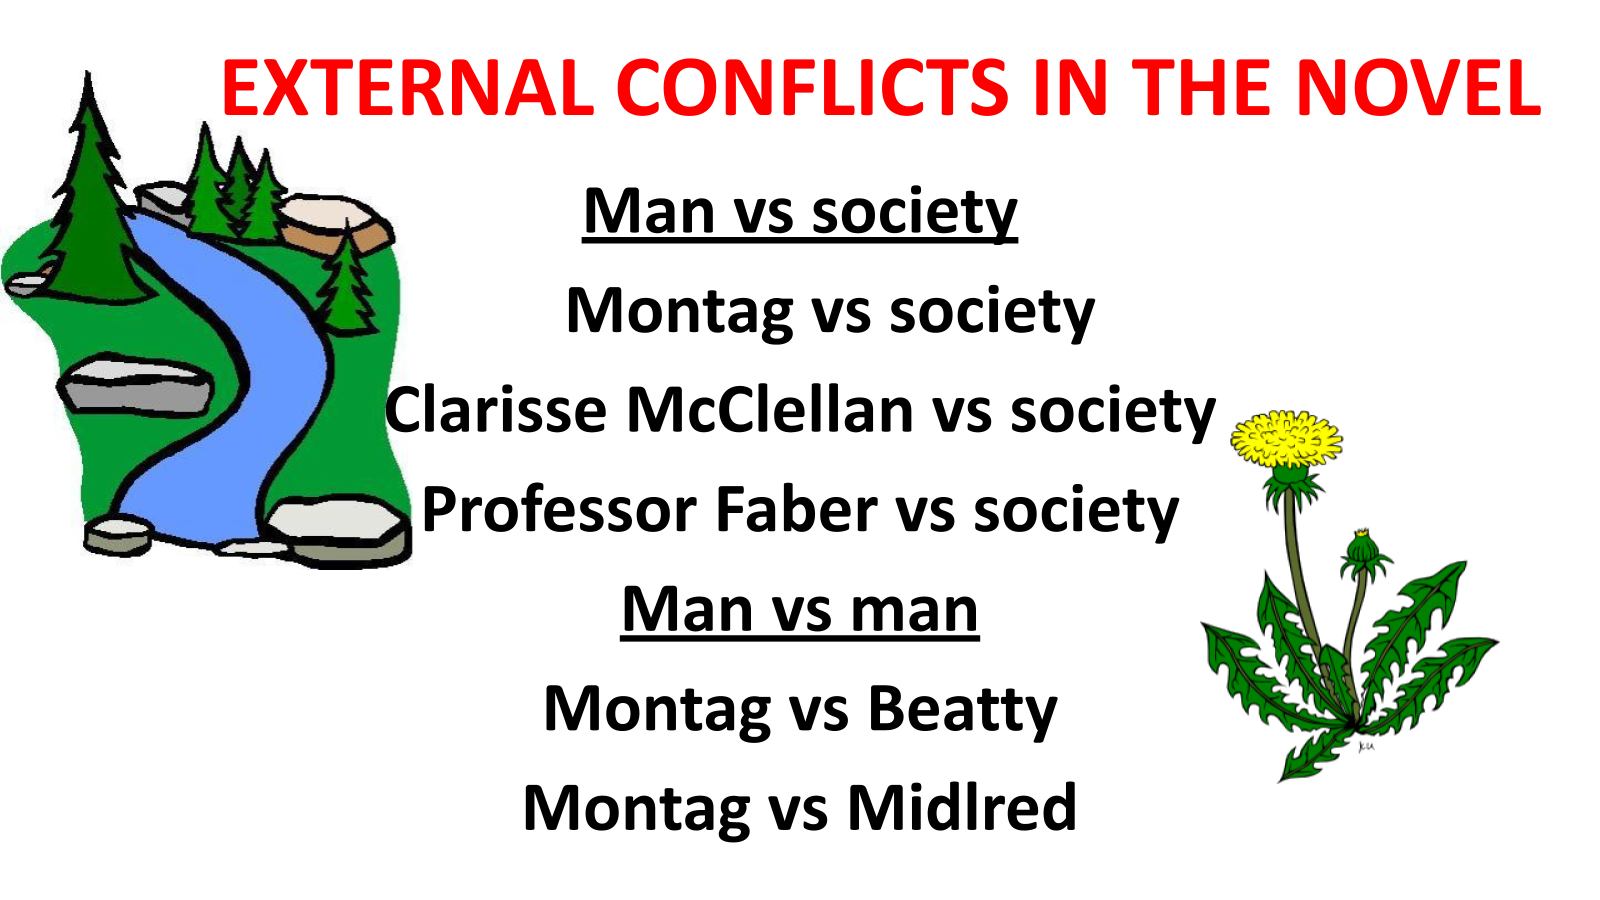 EXTERNAL CONFLICTS IN THE NOVEL
Man vs society
Montag vs society
Clarisse McClellan vs society
Professor Faber vs society
Man vs man
Montag vs Beatty
Montag vs Midlred